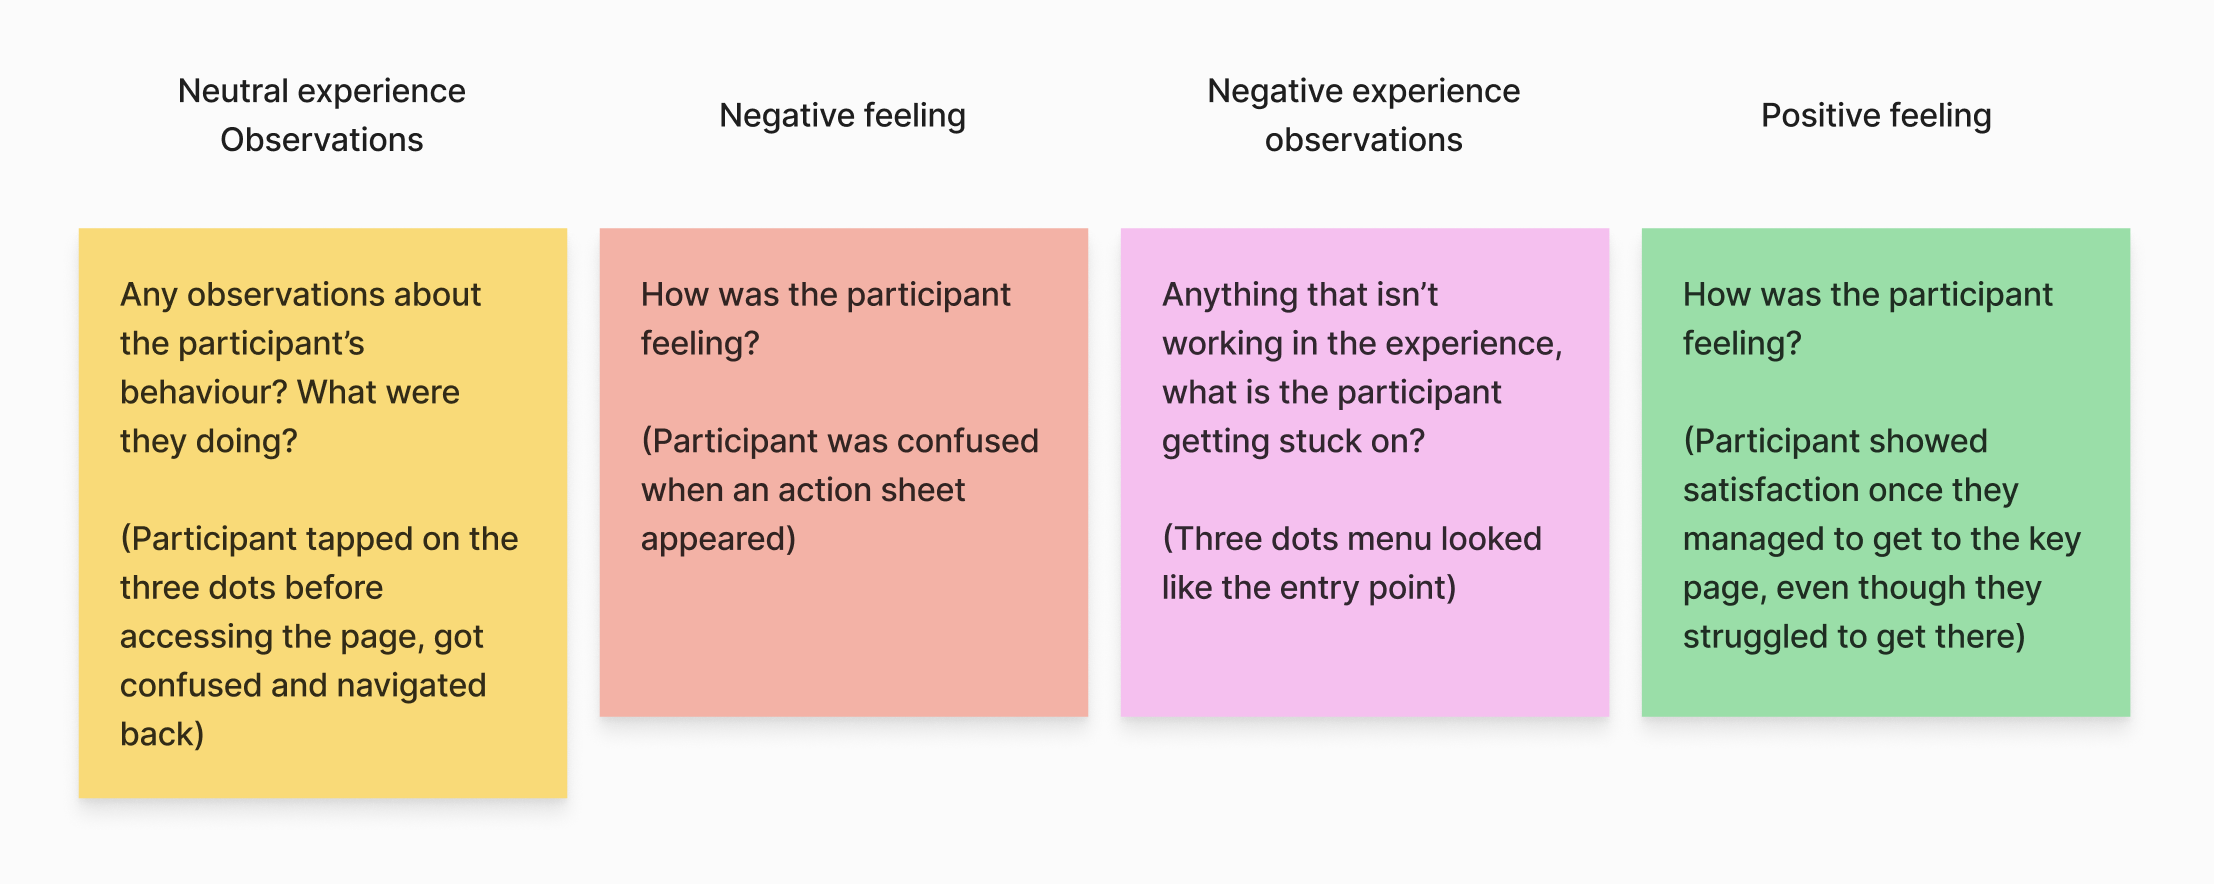 Neutral experience
Observations
Negative feeling
Negative experience
observations
Positive feeling
Any observations about
the participant’s
behaviour? What were
they doing?
(Participant tapped on the
three dots before
accessing the page, got
confused and navigated
back)
How was the participant
feeling?
(Participant was confused
when an action sheet
appeared)
Anything that isn’t
working in the experience,
what is the participant
getting stuck on?
(Three dots menu looked
like the entry point)
How was the participant
feeling?
(Participant showed
satisfaction once they
managed to get to the key
page, even though they
struggled to get there)